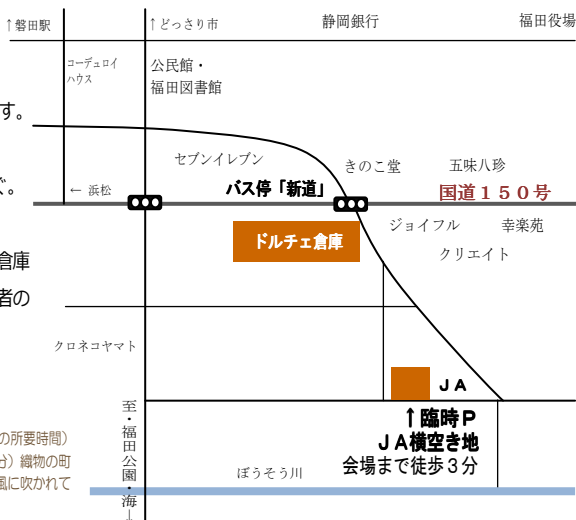 ↑磐田駅
↑どっさり市
静岡銀行
福田役場
コーデュロイ
ハウス
公民館・
福田図書館
す。
セブンイレブン
きのこ堂
五味八珍
← 浜松
バス停「新道」
国道１５０号
ジョイフル
幸楽苑
ドルチェ倉庫
クリエイト
倉庫
者の
クロネコヤマト
ＪＡ
至・福田公園・海→
↑臨時Ｐ
ＪＡ横空き地
会場まで徒歩３分
の所要時間）
分）織物の町
風に吹かれて
ぼうそう川